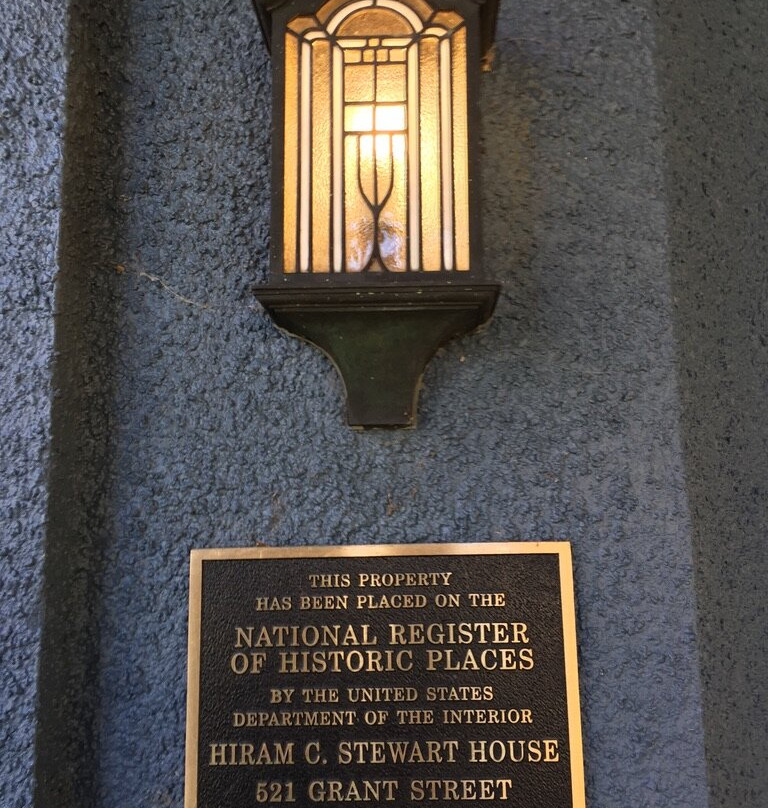 THIS PROPERTY
HAS BEEN PLACED ON THE
NATIONAL REGISTER
OF HISTORIC PLACES
BY THE UNITED STATES
DEPARTMENT OF THE INTERIOR
HIRAM C. STEWART HOUSE
521 GRANT STREET